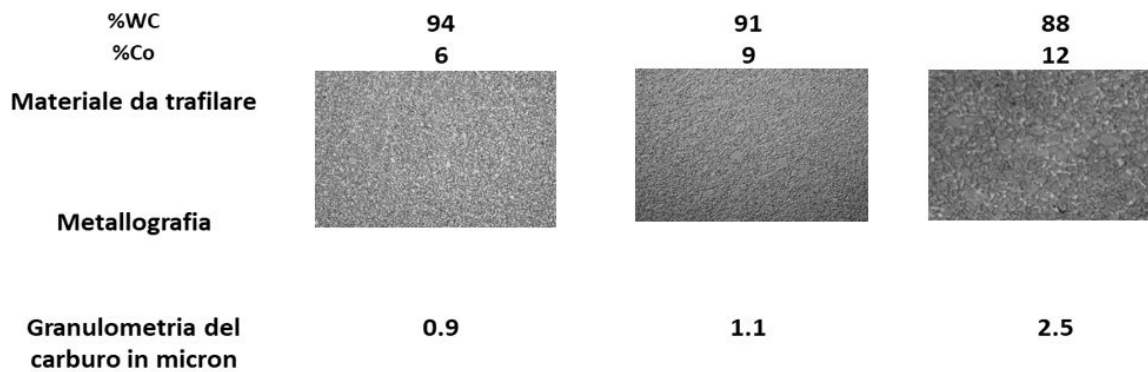 %WC 94 91 88
%Co 6 9 12
Materiale da trafilare
Metallografia
Granulometria del 0.9 1.1 2.5
carburo in micron